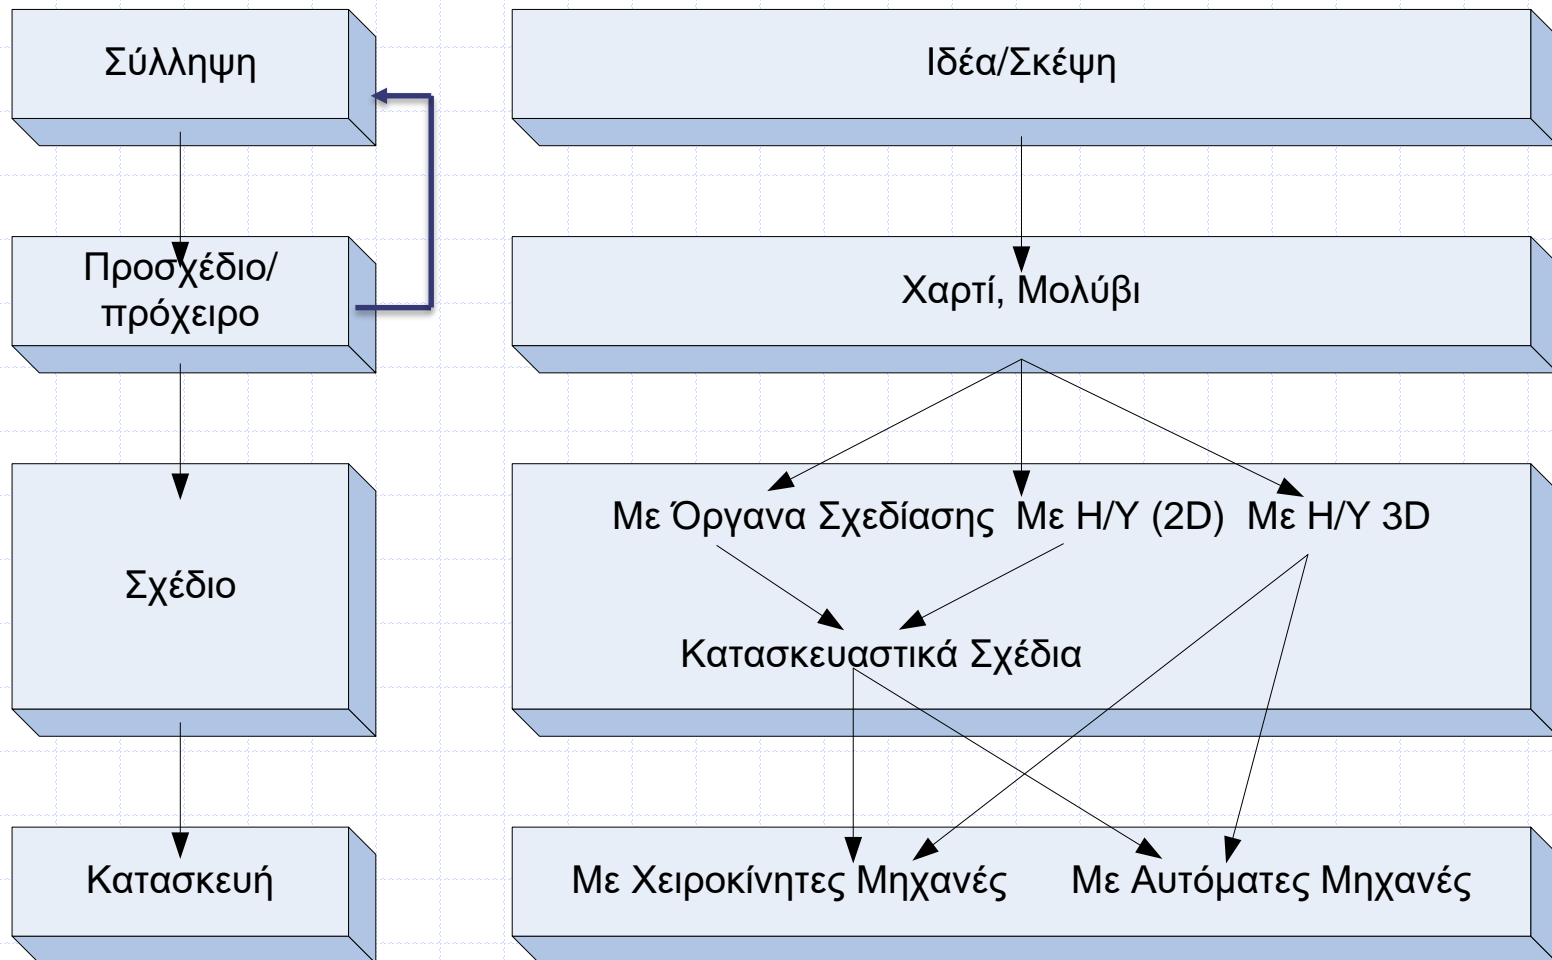 Σύλληψη
Ιδέα/Σκέψη
Προσχέδιο/
πρόχειρο
Χαρτί, Μολύβι
Με Όργανα Σχεδίασης Με Η/Υ (2D) Με Η/Υ 3D
Σχέδιο
Κατασκευαστικά Σχέδια
Κατασκευή
Με Χειροκίνητες Μηχανές Με Αυτόματες Μηχανές